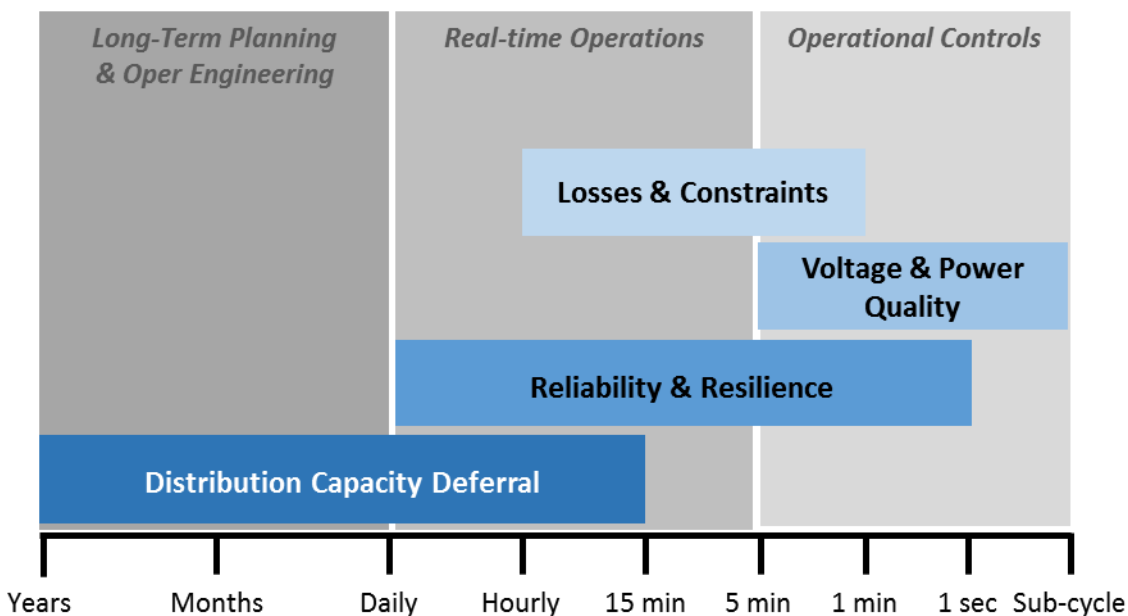 Long-Term Planning
& Oper Engineering
Real-time Operations
Operational Controls
Losses & Constraints
Voltage & Power
Quality
Reliability & Resilience
Distribution Capacity Deferral
Years Months Daily Hourly 15 min 5 min 1 min 1 sec Sub-cycle